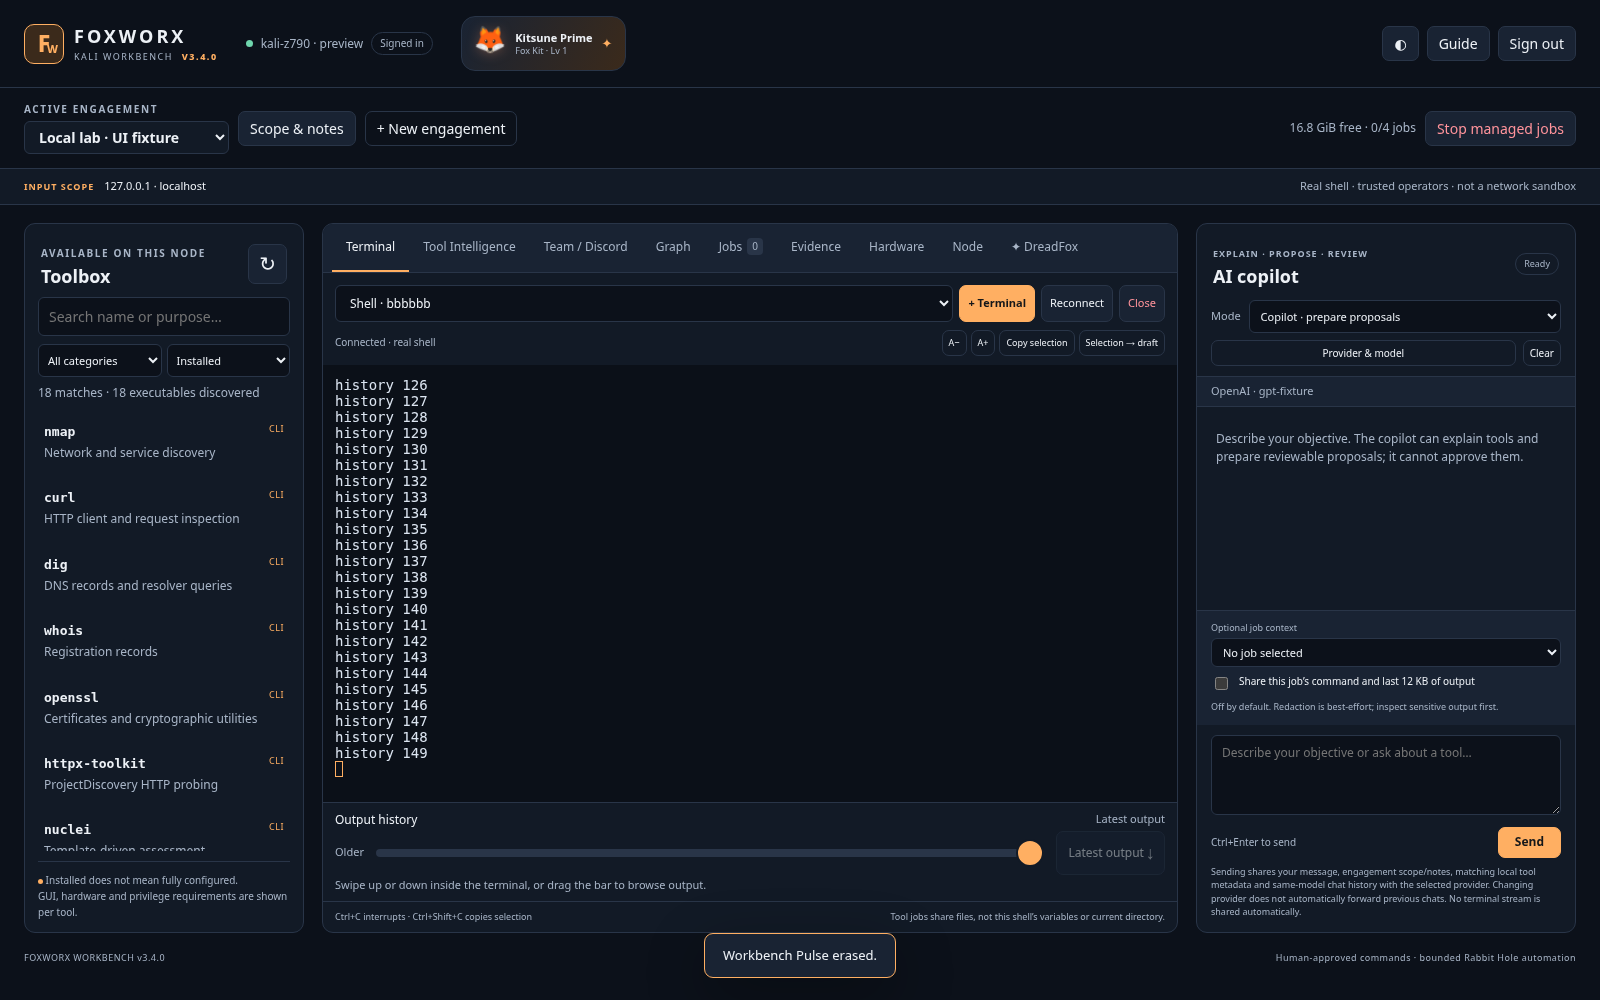 FW
FOXWORX
KALI WORKBENCH V3.4.0
kali-z790 · preview
Signed in
Kitsune Prime
Fox Kit · Lv 1
Guide
Sign out
ACTIVE ENGAGEMENT
Local lab · UI fixture
Scope & notes
+ New engagement
16.8 GiB free · 0/4 jobs
Stop managed jobs
INPUT SCOPE 127.0.0.1 · localhost
Real shell · trusted operators · not a network sandbox
AVAILABLE ON THIS NODE
Toolbox
Search name or purpose...
All categories
Installed
18 matches · 18 executables discovered
nmap CLI
Network and service discovery
curl CLI
HTTP client and request inspection
dig CLI
DNS records and resolver queries
whois CLI
Registration records
openssl CLI
Certificates and cryptographic utilities
httpx-toolkit CLI
ProjectDiscovery HTTP probing
nuclei CLI
Template-driven assessment
Installed does not mean fully configured.
GUI, hardware and privilege requirements are shown
per tool.
Terminal
Tool Intelligence
Team / Discord
Graph
Jobs 0
Evidence
Hardware
Node
✦ DreadFox
Shell · bbbbbb
+ Terminal
Reconnect
Close
Connected · real shell
A−
A+
Copy selection
Selection → draft
history 126
history 127
history 128
history 129
history 130
history 131
history 132
history 133
history 134
history 135
history 136
history 137
history 138
history 139
history 140
history 141
history 142
history 143
history 144
history 145
history 146
history 147
history 148
history 149
Output history
Latest output
Older
Latest output ↓
Swipe up or down inside the terminal, or drag the bar to browse output.
Ctrl+C interrupts · Ctrl+Shift+C copies selection
Tool jobs share files, not this shell's variables or current directory.
EXPLAIN · PROPOSE · REVIEW
AI copilot
Ready
Mode
Copilot · prepare proposals
Provider & model
Clear
OpenAI · gpt-fixture
Describe your objective. The copilot can explain tools and
prepare reviewable proposals; it cannot approve them.
Optional job context
No job selected
Share this job's command and last 12 KB of output
Off by default. Redaction is best-effort; inspect sensitive output first.
Describe your objective or ask about a tool...
Ctrl+Enter to send
Send
Sending shares your message, engagement scope/notes, matching local tool
metadata and same-model chat history with the selected provider. Changing
provider does not automatically forward previous chats. No terminal stream is
shared automatically.
Workbench Pulse erased.
FOXWORX WORKBENCH v3.4.0
Human-approved commands · bounded Rabbit Hole automation